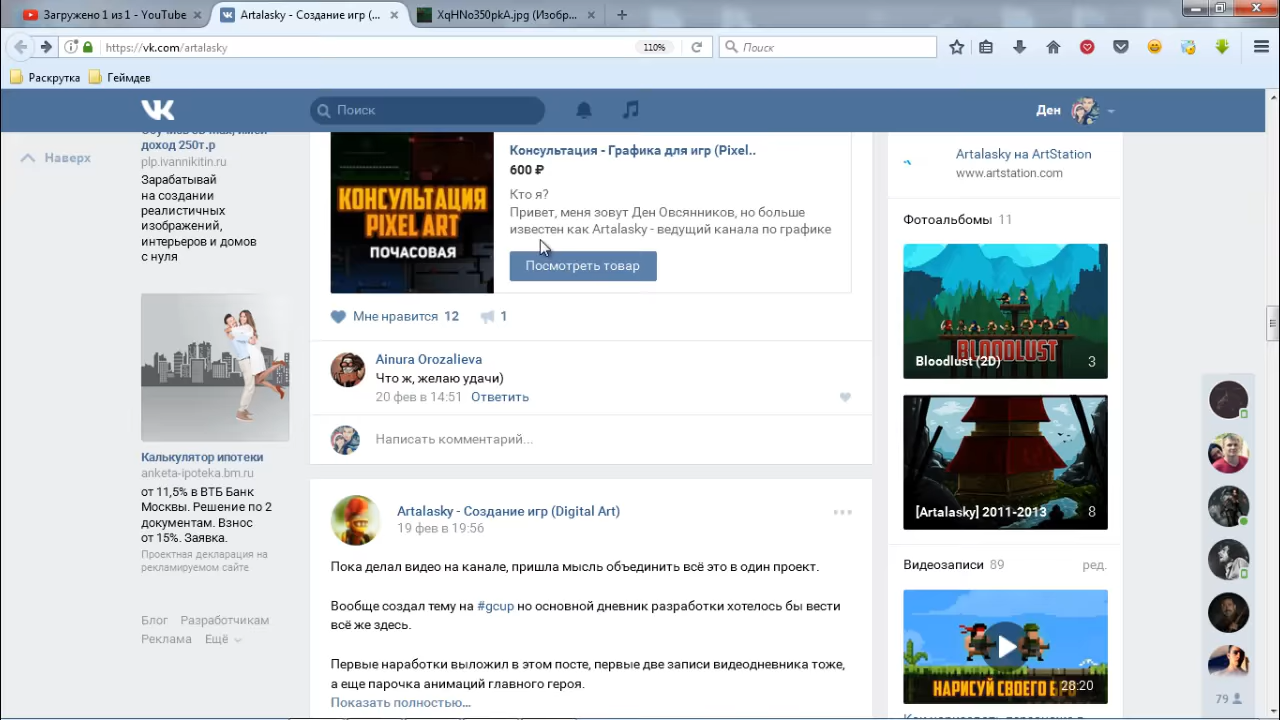 Загружено 1 из 1 - YouTube
Artalasky - Создание игр (...
XqHNo350pkA.jpg (Изобр...
https://vk.com/artalasky
110%
Поиск
Раскрутка
Геймдев
Поиск
Ден
Наверх
доход 250т.р
plp.ivannikitin.ru
Зарабатывай
на создании
реалистичных
изображений,
интерьеров и домов
с нуля
Калькулятор ипотеки
anketa-ipoteka.bm.ru
от 11,5% в ВТБ Банк
Москвы. Решение по 2
документам. Взнос
от 15%. Заявка.
Проектная декларация на
рекламируемом сайте
Блог Разработчикам
Реклама Ещё
КОНСУЛЬТАЦИЯ
PIXEL ART
ПОЧАСОВАЯ
Консультация - Графика для игр (Pixel..
600 ₽
Кто я?
Привет, меня зовут Ден Овсянников, но больше
известен как Artalasky - ведущий канала по графике
Посмотреть товар
Мне нравится 12 1
Ainura Orozalieva
Что ж, желаю удачи)
20 фев в 14:51 Ответить
Написать комментарий...
Artalasky - Создание игр (Digital Art)
19 фев в 19:56
Пока делал видео на канале, пришла мысль объединить всё это в один проект.
Вообще создал тему на #gcup но основной дневник разработки хотелось бы вести
всё же здесь.
Первые наработки выложил в этом посте, первые две записи видеодневника тоже,
а еще парочка анимаций главного героя.
Показать полностью...
Artalasky на ArtStation
www.artstation.com
Фотоальбомы 11
BLOODLUST
Bloodlust (2D) 3
[Artalasky] 2011-2013 8
Видеозаписи 89 ред.
НАРИСУЙ СВОЕГО
28:20
79